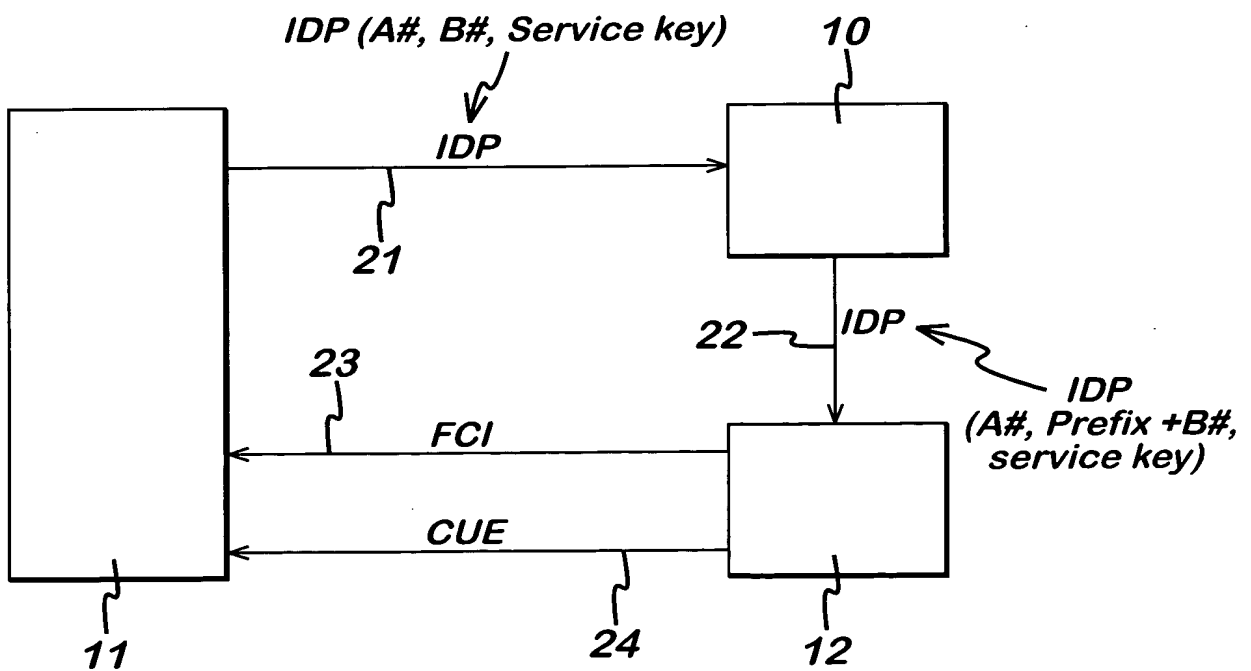 IDP (A#, B#, Service key)
10
IDP
21
22
IDP
23
IDP
(A#, Prefix +B#,
service key)
FCI
CUE
11
24
12